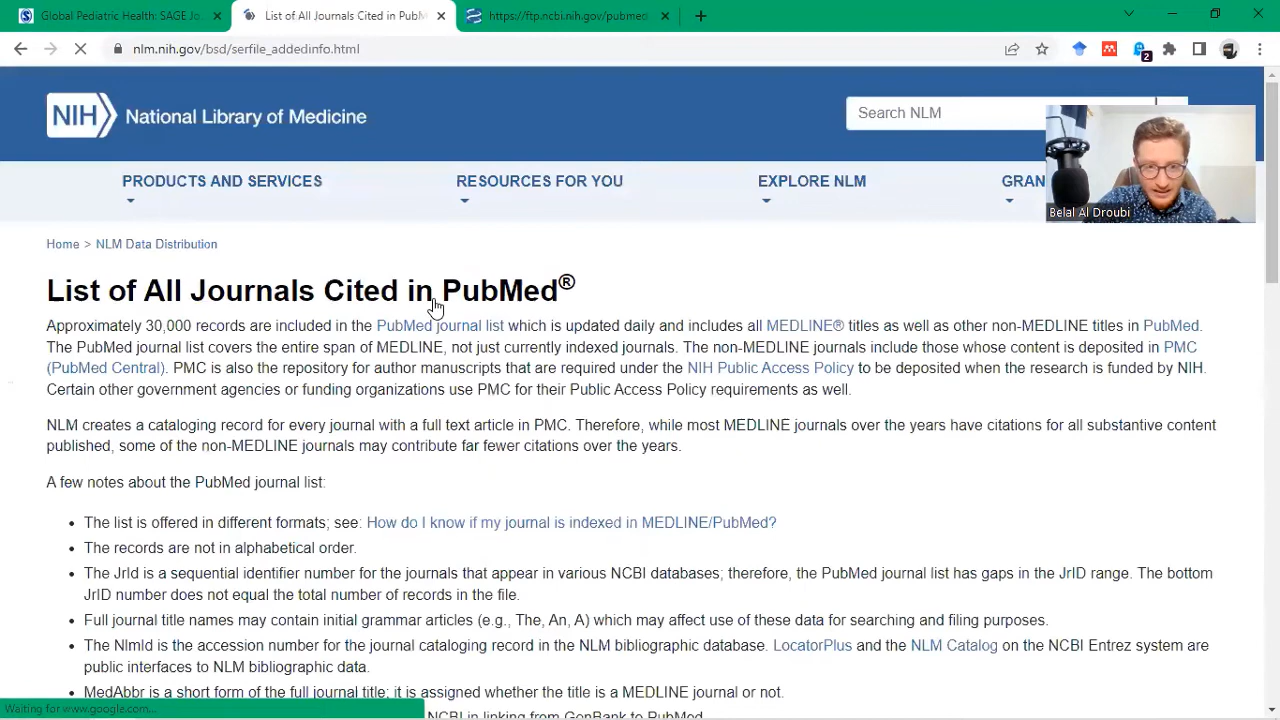 Global Pediatric Health: SAGE Jo
List of All Journals Cited in PubM
https://ftp.ncbi.nih.gov/pubmed
nlm.nih.gov/bsd/serfile_addedinfo.html
2
NIH National Library of Medicine
Search NLM
PRODUCTS AND SERVICES
RESOURCES FOR YOU
EXPLORE NLM
GRAN
Belal Al Droubi
Home > NLM Data Distribution
List of All Journals Cited in PubMed®
Approximately 30,000 records are included in the PubMed journal list which is updated daily and includes all MEDLINE® titles as well as other non-MEDLINE titles in PubMed.
The PubMed journal list covers the entire span of MEDLINE, not just currently indexed journals. The non-MEDLINE journals include those whose content is deposited in PMC
(PubMed Central). PMC is also the repository for author manuscripts that are required under the NIH Public Access Policy to be deposited when the research is funded by NIH.
Certain other government agencies or funding organizations use PMC for their Public Access Policy requirements as well.
NLM creates a cataloging record for every journal with a full text article in PMC. Therefore, while most MEDLINE journals over the years have citations for all substantive content
published, some of the non-MEDLINE journals may contribute far fewer citations over the years.
A few notes about the PubMed journal list:
• The list is offered in different formats; see: How do I know if my journal is indexed in MEDLINE/PubMed?
• The records are not in alphabetical order.
• The JrId is a sequential identifier number for the journals that appear in various NCBI databases; therefore, the PubMed journal list has gaps in the JrID range. The bottom
JrID number does not equal the total number of records in the file.
• Full journal title names may contain initial grammar articles (e.g., The, An, A) which may affect use of these data for searching and filing purposes.
• The NlmId is the accession number for the journal cataloging record in the NLM bibliographic database. LocatorPlus and the NLM Catalog on the NCBI Entrez system are
public interfaces to NLM bibliographic data.
• MedAbbr is a short form of the full journal title; it is assigned whether the title is a MEDLINE journal or not.
Waiting for www.google.com...
NCBI in linking from GenBank to PubMed